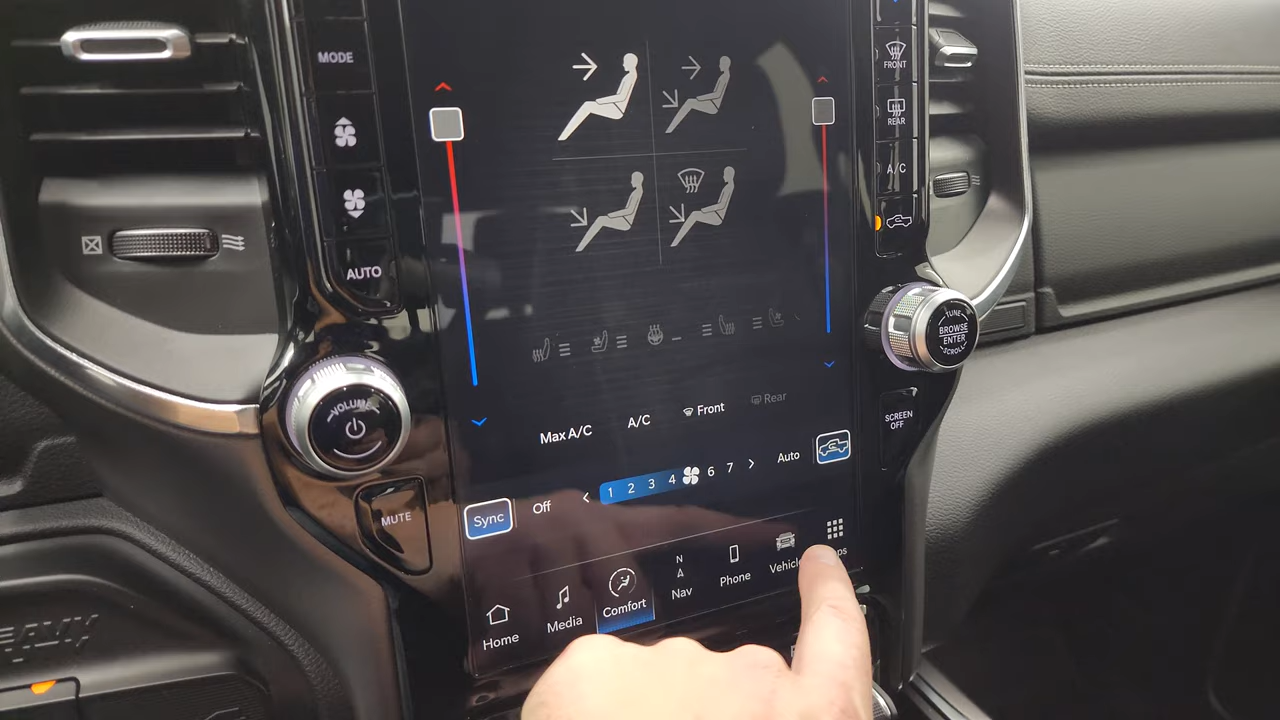 MODE
AUTO
VOLUME
MUTE
FRONT
REAR
A/C
TUNE
BROWSE
ENTER
SCROLL
SCREEN
OFF
Max A/C
A/C
Front
Rear
Sync
Off
1 2 3 4 6 7
Auto
Home
Media
Comfort
N
Nav
Phone
Vehicle